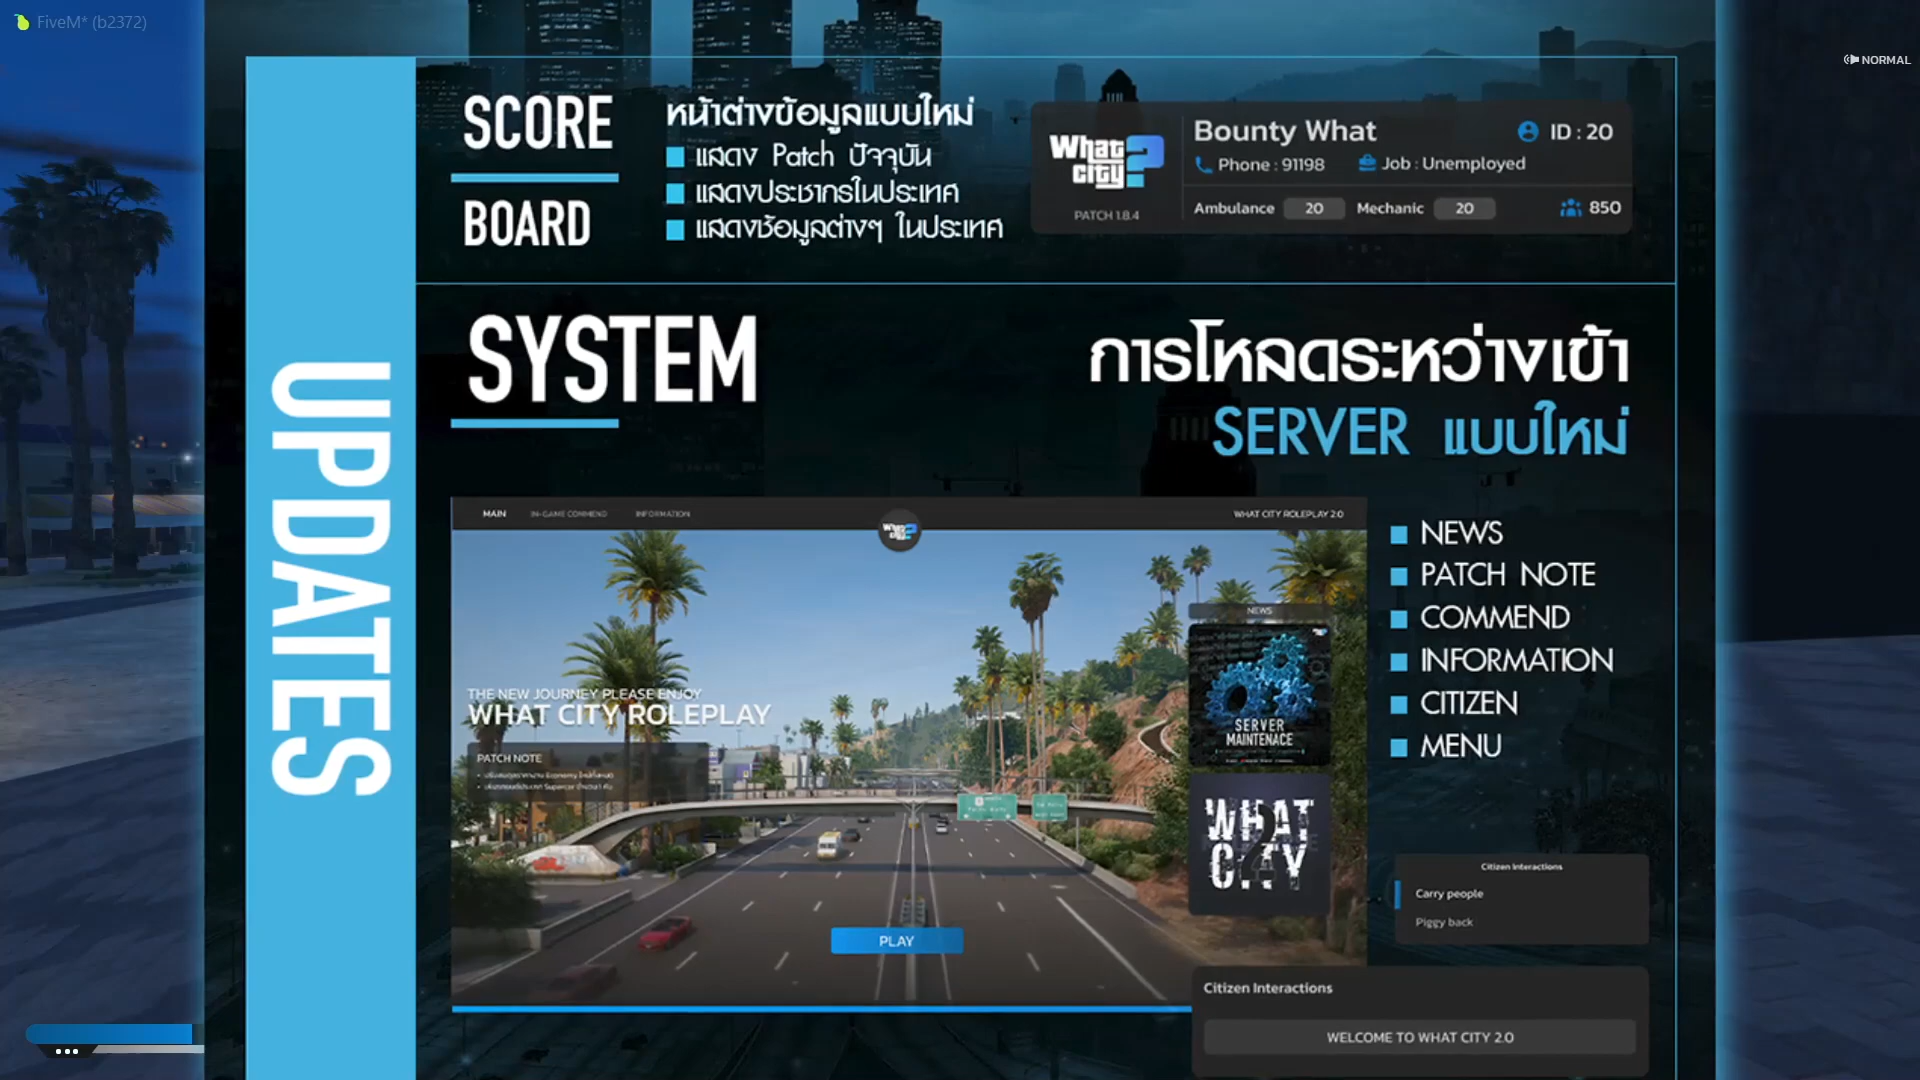 FiveM* (b2372)
NORMAL
UPDATES
SCORE
BOARD
หน้าต่างข้อมูลแบบใหม่
แสดง Patch ปัจจุบัน
แสดงประชากรในประเทศ
แสดงข้อมูลต่างๆ ในประเทศ
What?
city
PATCH 1.8.4
Bounty What
ID : 20
Phone : 91198
Job : Unemployed
Ambulance 20 Mechanic 20
850
SYSTEM
การโหลดระหว่างเข้า
SERVER แบบใหม่
MAIN
IN-GAME COMMEND
INFORMATION
WHAT CITY ROLEPLAY 2.0
THE NEW JOURNEY PLEASE ENJOY
WHAT CITY ROLEPLAY
PATCH NOTE
NEWS
SERVER
MAINTENACE
WHAT
CITY
PLAY
NEWS
PATCH NOTE
COMMEND
INFORMATION
CITIZEN
MENU
Citizen Interactions
Carry people
Piggy back
Citizen Interactions
WELCOME TO WHAT CITY 2.0